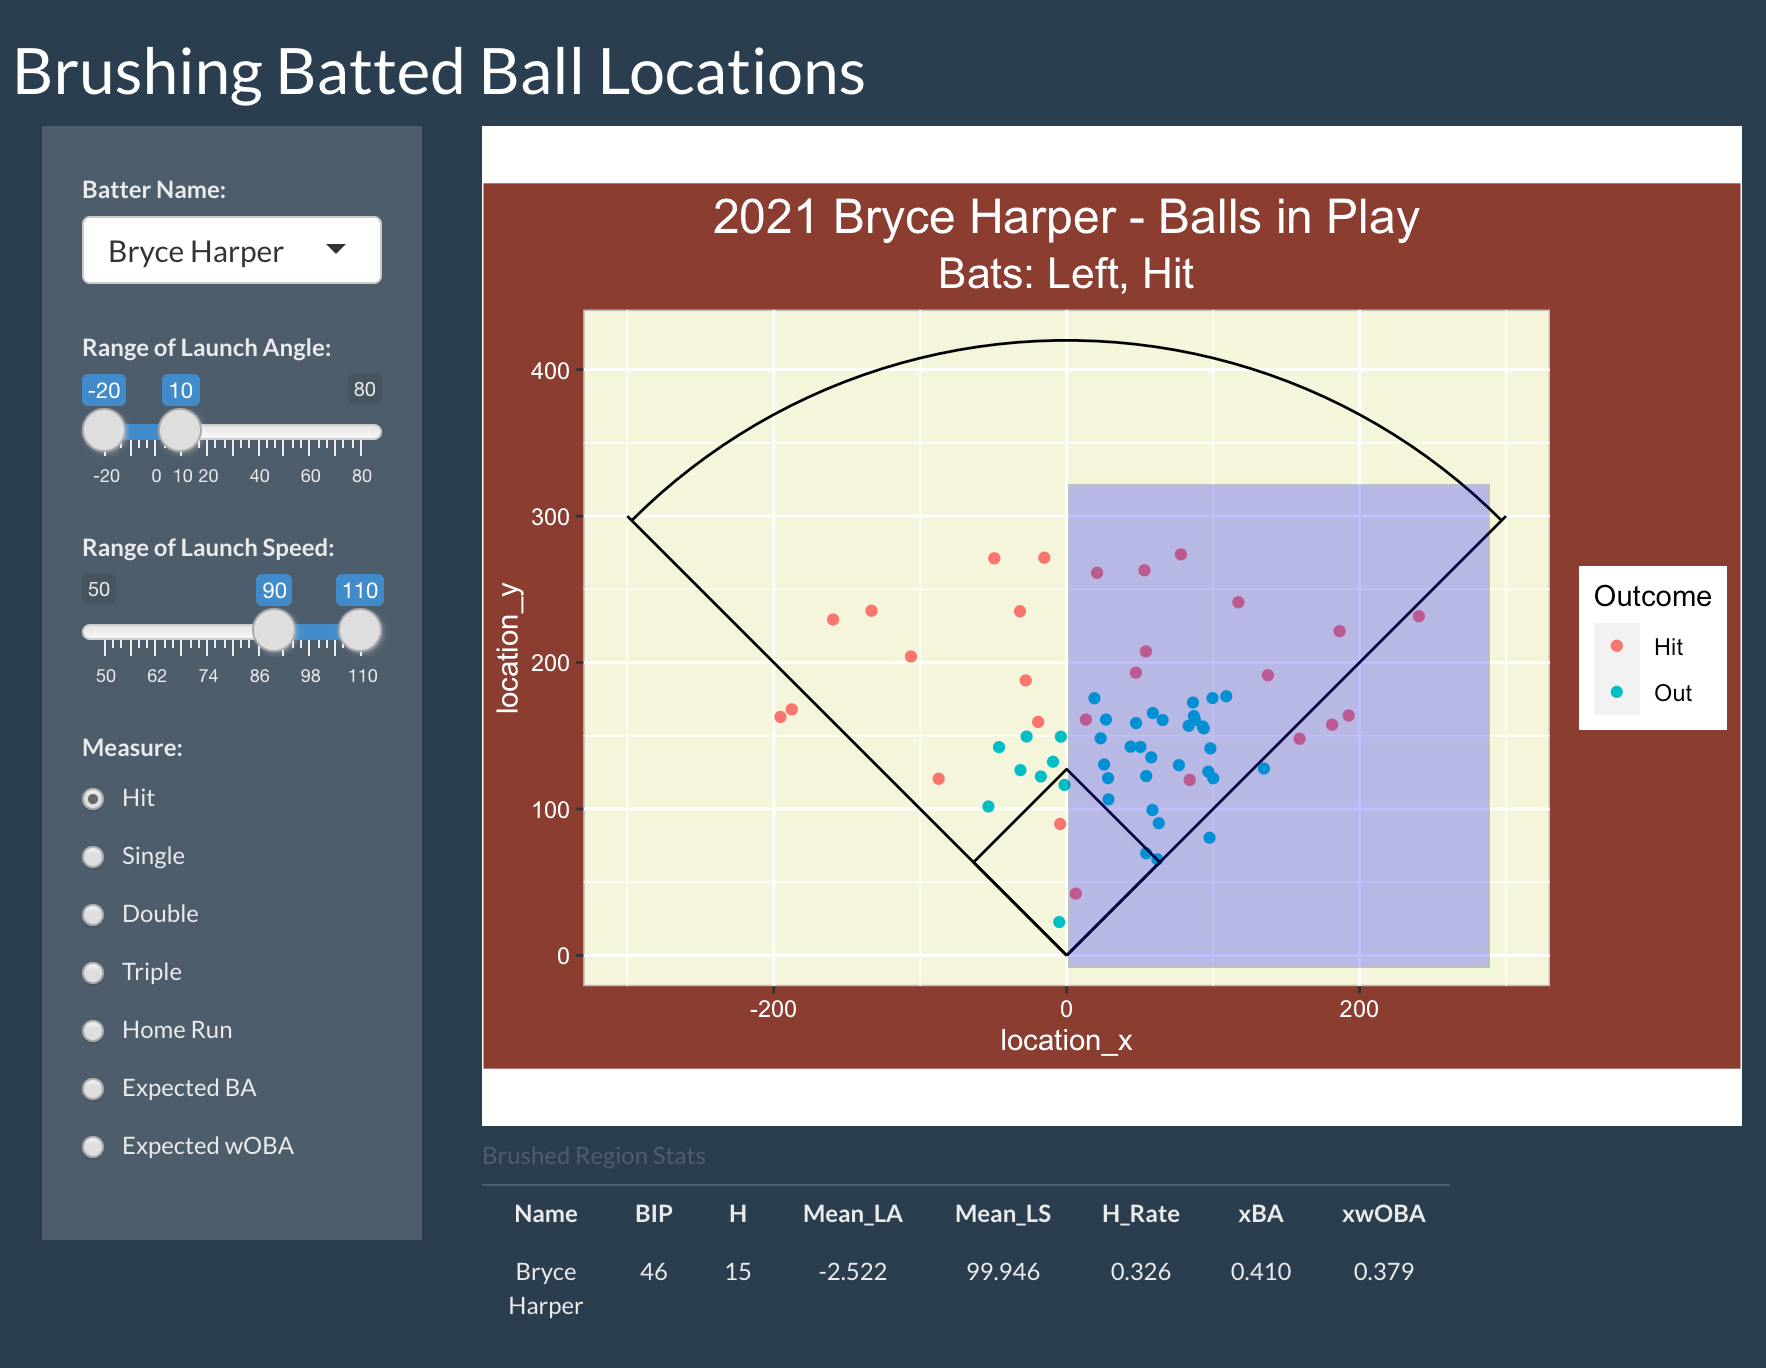 Brushing Batted Ball Locations
Batter Name:
Bryce Harper
Range of Launch Angle:
-20 10 80
-20 0 10 20 40 60 80
Range of Launch Speed:
50 90 110
50 62 74 86 98 110
Measure:
Hit
Single
Double
Triple
Home Run
Expected BA
Expected wOBA
2021 Bryce Harper - Balls in Play
Bats: Left, Hit
location_y
400
300
200
100
0
-200 0 200
location_x
Outcome
Hit
Out
Brushed Region Stats
Name BIP H Mean_LA Mean_LS H_Rate xBA xwOBA
Bryce 46 15 -2.522 99.946 0.326 0.410 0.379
Harper